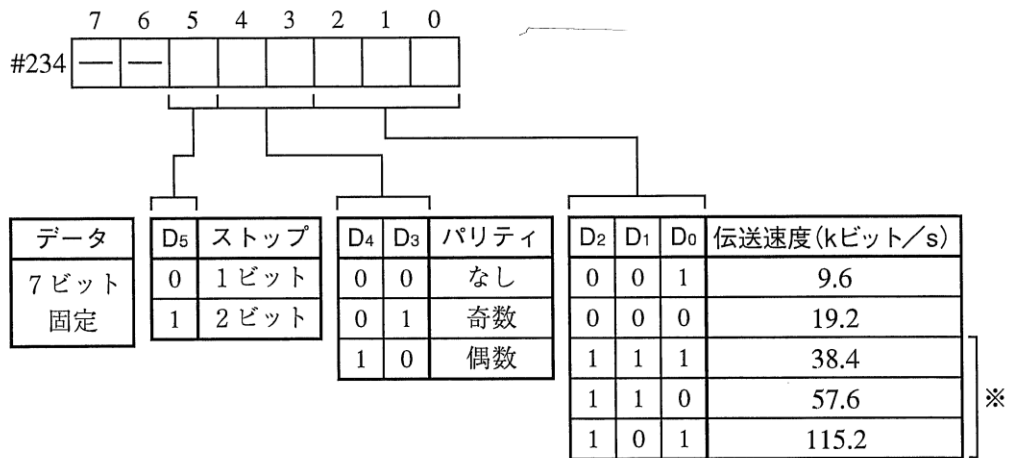 7 6 5 4 3 2 1 0
#234 — —
データ
7ビット
固定
D5 ストップ
0 1ビット
1 2ビット
D4 D3 パリティ
0 0 なし
0 1 奇数
1 0 偶数
D2 D1 D0 伝送速度(kビット/s)
0 0 1 9.6
0 0 0 19.2
1 1 1 38.4
1 1 0 57.6
1 0 1 115.2
※